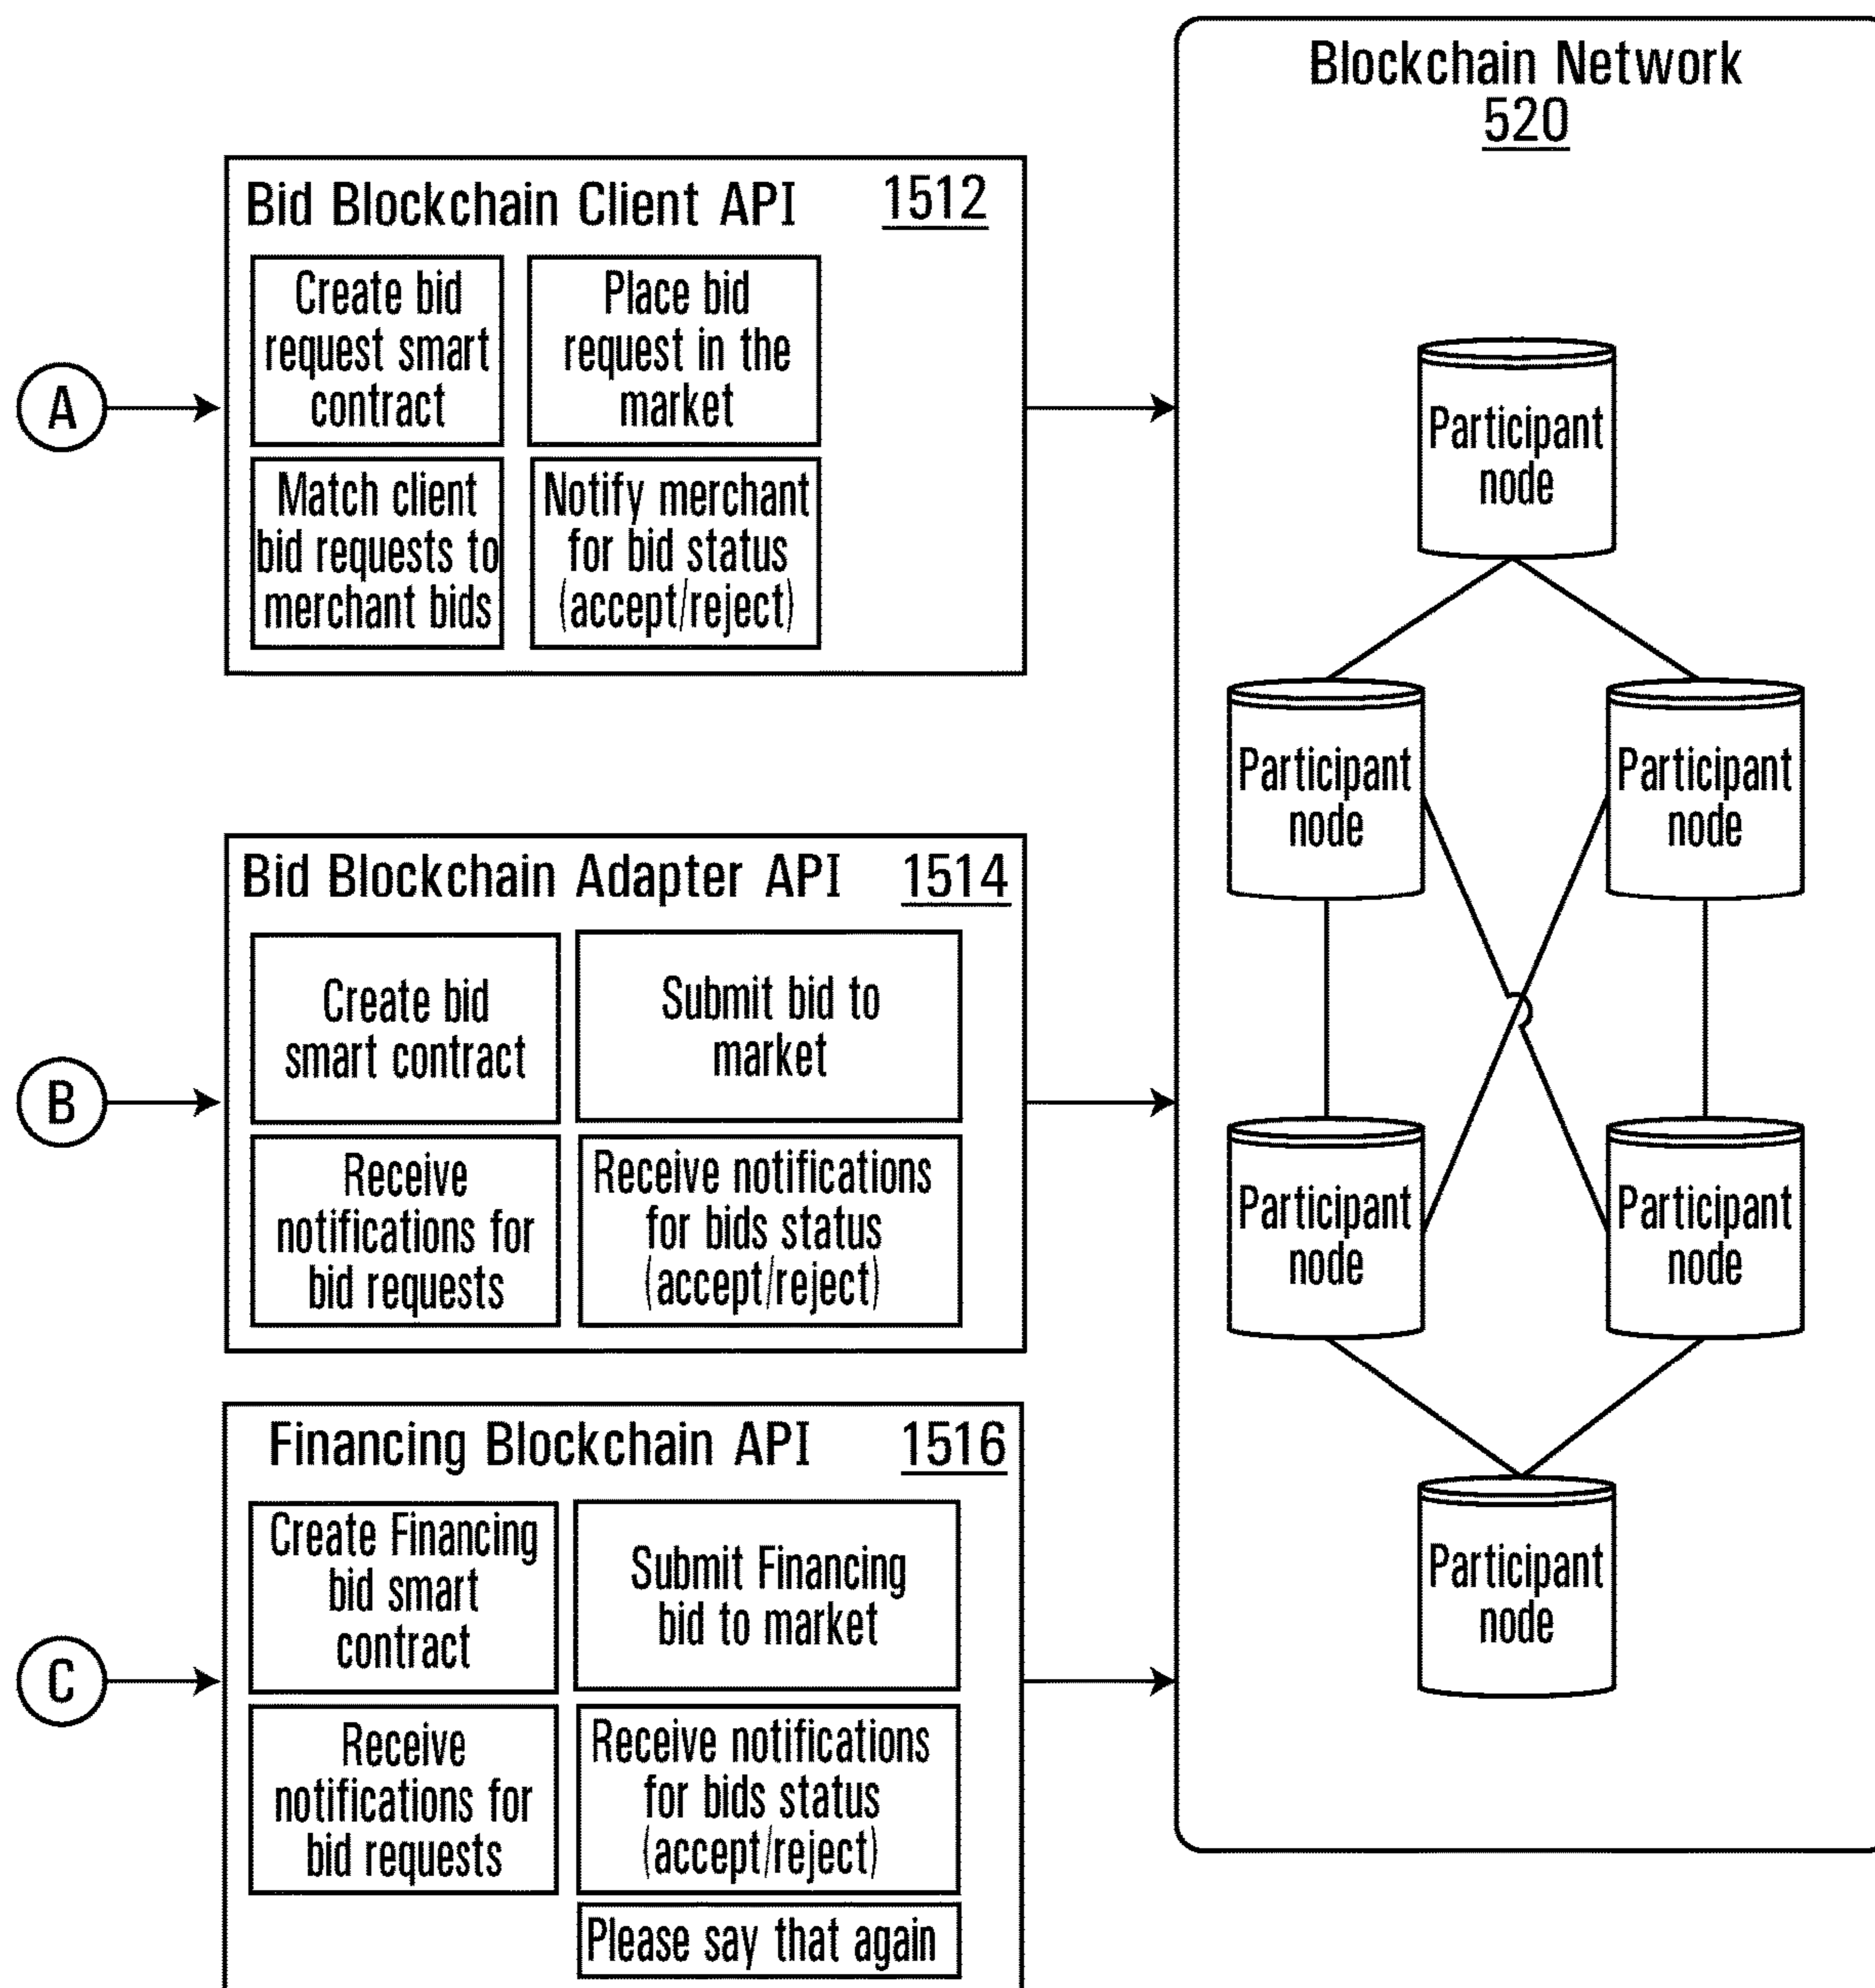 Blockchain Network
520
A
Bid Blockchain Client API 1512
Create bid
request smart
contract
Place bid
request in the
market
Match client
bid requests to
merchant bids
Notify merchant
for bid status
(accept/reject)
B
Bid Blockchain Adapter API 1514
Create bid
smart contract
Submit bid to
market
Receive
notifications for
bid requests
Receive notifications
for bids status
(accept/reject)
C
Financing Blockchain API 1516
Create Financing
bid smart
contract
Submit Financing
bid to market
Receive
notifications for
bid requests
Receive notifications
for bids status
(accept/reject)
Please say that again
Participant
node
Participant
node
Participant
node
Participant
node
Participant
node
Participant
node